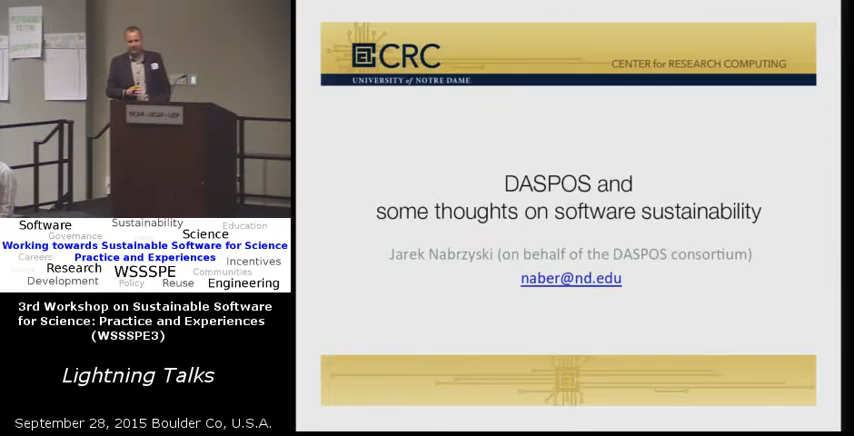 NCAR-UCAR-UCP
Software
Sustainability
Education
Governance
Science
Working towards Sustainable Software for Science
Practice and Experiences
Careers
Incentives
Research
WSSSPE
Communities
Development
Policy
Reuse
Engineering
3rd Workshop on Sustainable Software
for Science: Practice and Experiences
(WSSSPE3)
Lightning Talks
September 28, 2015 Boulder Co, U.S.A.
CRC
CENTER for RESEARCH COMPUTING
UNIVERSITY of NOTRE DAME
DASPOS and
some thoughts on software sustainability
Jarek Nabrzyski (on behalf of the DASPOS consortium)
naber@nd.edu